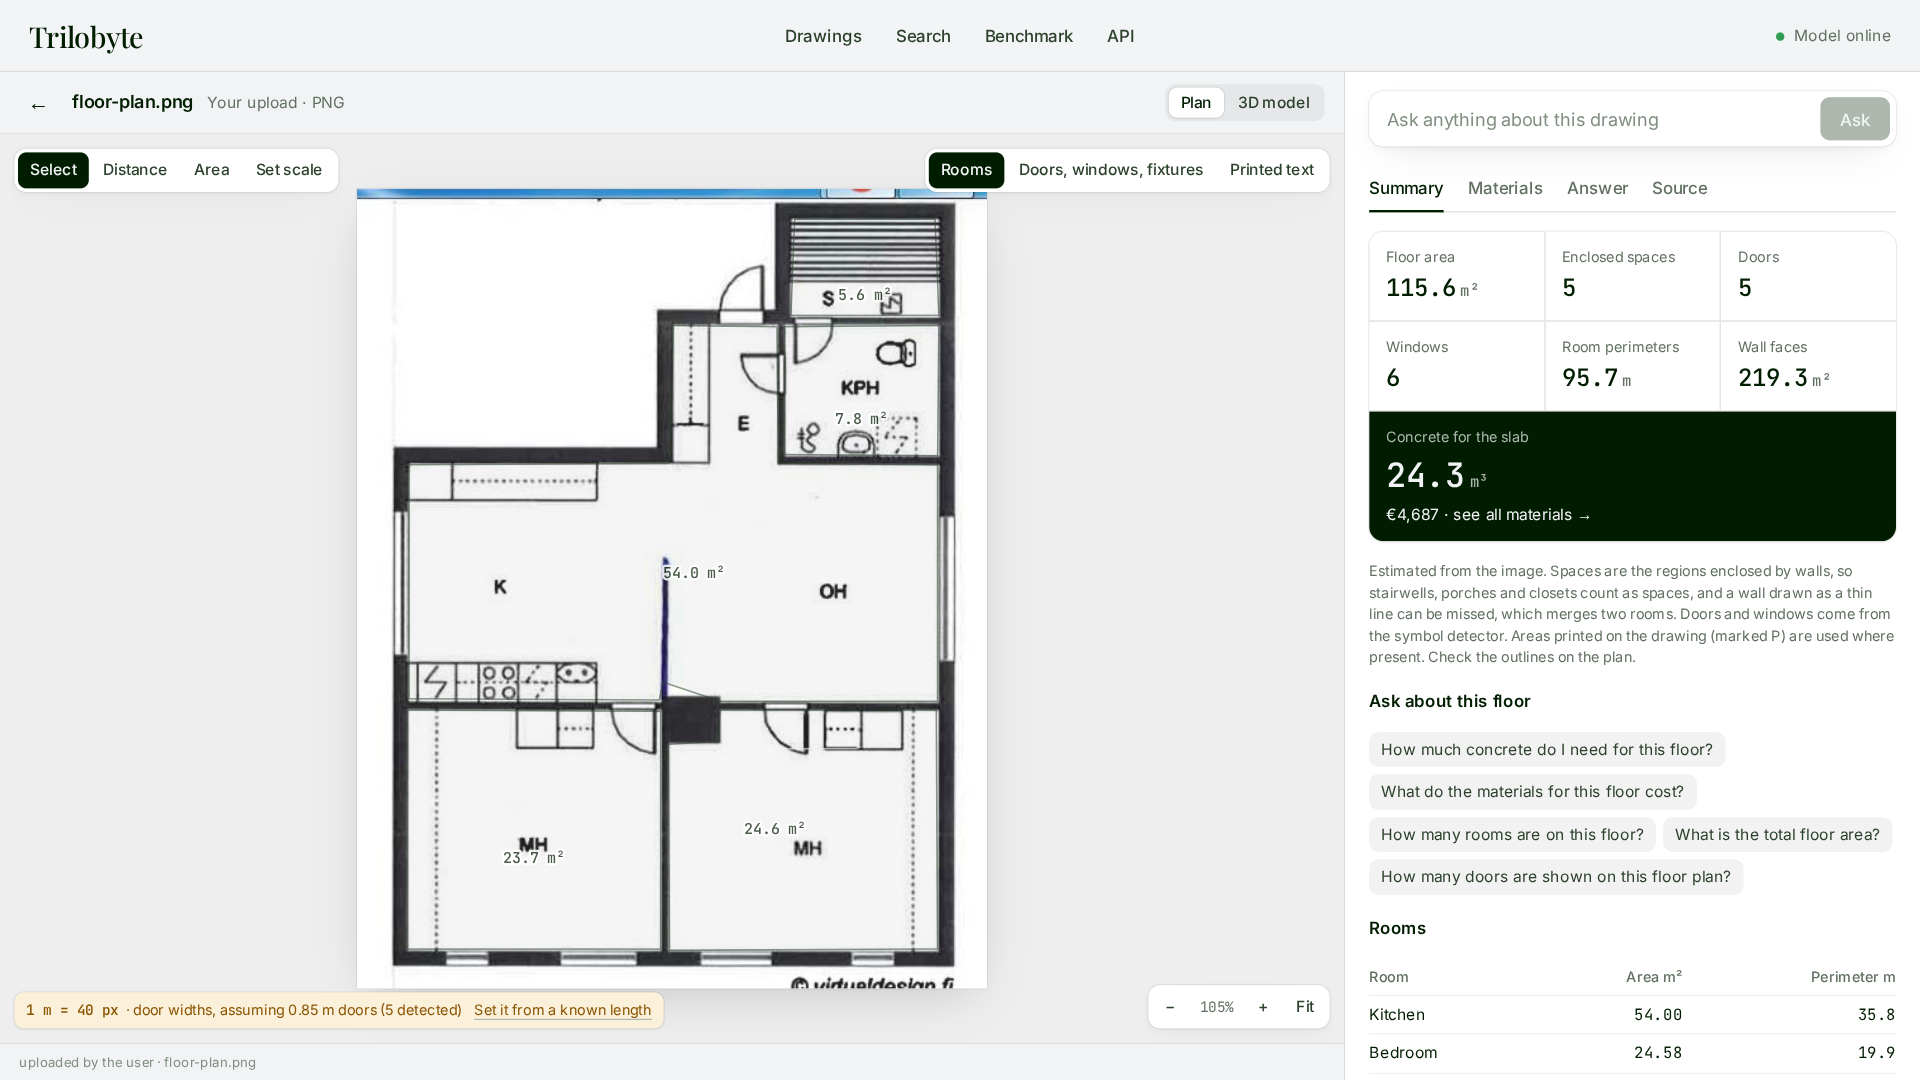 Trilobyte
Drawings Search Benchmark API
Model online
← floor-plan.png Your upload · PNG
Plan 3D model
Select Distance Area Set scale
Rooms Doors, windows, fixtures Printed text
S 5.6 m²
KPH
7.8 m²
E
54.0 m²
K
OH
MH
23.7 m²
24.6 m²
MH
© virtualdesign.fi
1 m = 40 px · door widths, assuming 0.85 m doors (5 detected) Set it from a known length
− 105% + Fit
uploaded by the user · floor-plan.png
Ask anything about this drawing Ask
Summary Materials Answer Source
Floor area Enclosed spaces Doors
115.6 m² 5 5
Windows Room perimeters Wall faces
6 95.7 m 219.3 m²
Concrete for the slab
24.3 m³
€4,687 · see all materials →
Estimated from the image. Spaces are the regions enclosed by walls, so
stairwells, porches and closets count as spaces, and a wall drawn as a thin
line can be missed, which merges two rooms. Doors and windows come from
the symbol detector. Areas printed on the drawing (marked P) are used where
present. Check the outlines on the plan.
Ask about this floor
How much concrete do I need for this floor?
What do the materials for this floor cost?
How many rooms are on this floor? What is the total floor area?
How many doors are shown on this floor plan?
Rooms
Room Area m² Perimeter m
Kitchen 54.00 35.8
Bedroom 24.58 19.9